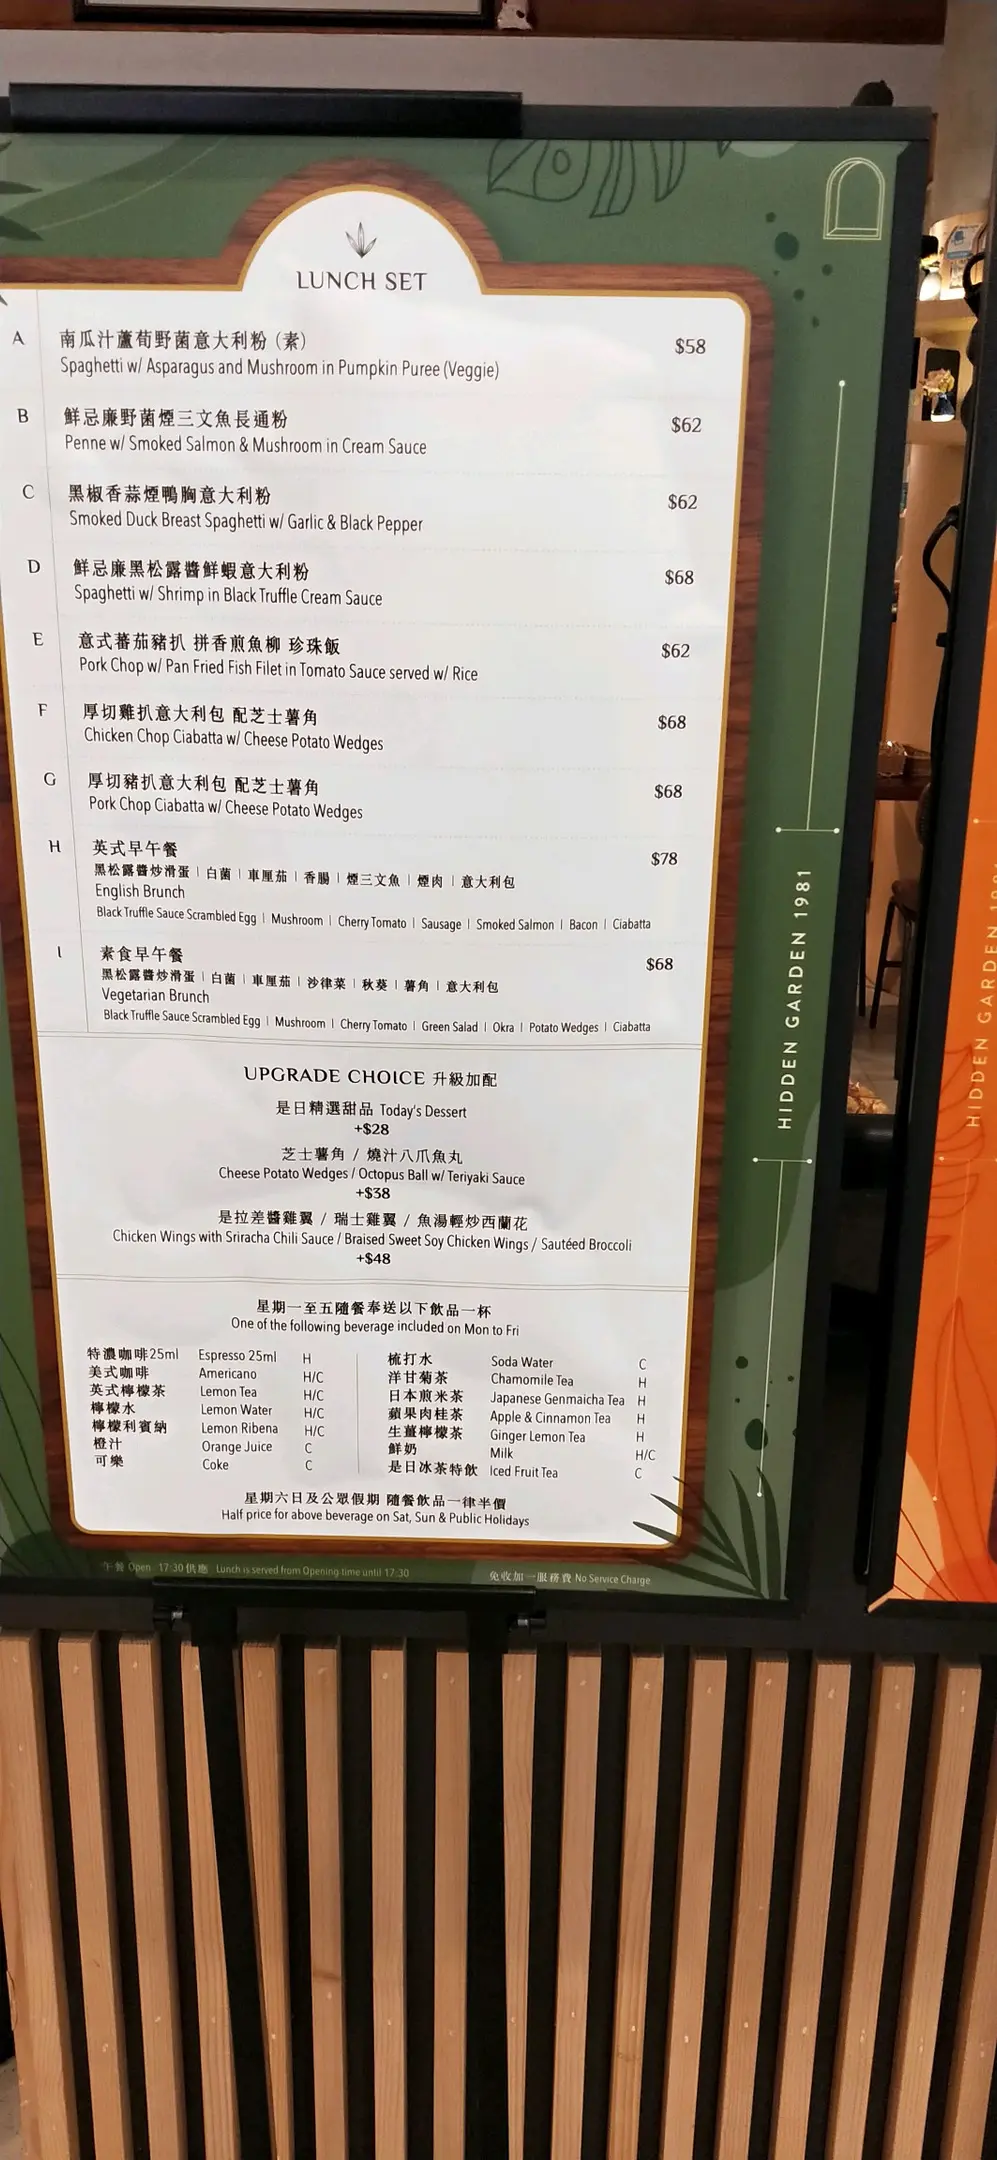 LUNCH SET
A 南瓜汁蘆荀野菌意大利粉 (素) $58
Spaghetti w/ Asparagus and Mushroom in Pumpkin Puree (Veggie)
B 鮮忌廉野菌煙三文魚長通粉 $62
Penne w/ Smoked Salmon & Mushroom in Cream Sauce
C 黑椒香蒜煙鴨胸意大利粉 $62
Smoked Duck Breast Spaghetti w/ Garlic & Black Pepper
D 鮮忌廉黑松露醬鮮蝦意大利粉 $68
Spaghetti w/ Shrimp in Black Truffle Cream Sauce
E 意式蕃茄豬扒 拼香煎魚柳 珍珠飯 $62
Pork Chop w/ Pan Fried Fish Filet in Tomato Sauce served w/ Rice
F 厚切雞扒意大利包 配芝士薯角 $68
Chicken Chop Ciabatta w/ Cheese Potato Wedges
G 厚切豬扒意大利包 配芝士薯角 $68
Pork Chop Ciabatta w/ Cheese Potato Wedges
H 英式早午餐 $78
黑松露醬炒滑蛋 | 白菌 | 車厘茄 | 香腸 | 煙三文魚 | 煙肉 | 意大利包
English Brunch
Black Truffle Sauce Scrambled Egg | Mushroom | Cherry Tomato | Sausage | Smoked Salmon | Bacon | Ciabatta
I 素食早午餐 $68
黑松露醬炒滑蛋 | 白菌 | 車厘茄 | 沙律菜 | 秋葵 | 薯角 | 意大利包
Vegetarian Brunch
Black Truffle Sauce Scrambled Egg | Mushroom | Cherry Tomato | Green Salad | Okra | Potato Wedges | Ciabatta
UPGRADE CHOICE 升級加配
是日精選甜品 Today's Dessert
+$28
芝士薯角 / 燒汁八爪魚丸
Cheese Potato Wedges / Octopus Ball w/ Teriyaki Sauce
+$38
是拉差醬雞翼 / 瑞士雞翼 / 魚湯輕炒西蘭花
Chicken Wings with Sriracha Chili Sauce / Braised Sweet Soy Chicken Wings / Sautéed Broccoli
+$48
星期一至五隨餐奉送以下飲品一杯
One of the following beverage included on Mon to Fri
特濃咖啡25ml Espresso 25ml H
美式咖啡 Americano H/C
英式檸檬茶 Lemon Tea H/C
檸檬水 Lemon Water H/C
檸檬利賓納 Lemon Ribena H/C
橙汁 Orange Juice C
可樂 Coke C
梳打水 Soda Water C
洋甘菊茶 Chamomile Tea H
日本煎米茶 Japanese Genmaicha Tea H
蘋果肉桂茶 Apple & Cinnamon Tea H
生薑檸檬茶 Ginger Lemon Tea H
鮮奶 Milk H/C
是日冰茶特飲 Iced Fruit Tea C
星期六日及公眾假期 隨餐飲品一律半價
Half price for above beverage on Sat, Sun & Public Holidays
午餐 Open 17:30 供應 Lunch is served from Opening time until 17:30
免收加一服務費 No Service Charge
HIDDEN GARDEN 1981
HIDDEN GARDEN 1981